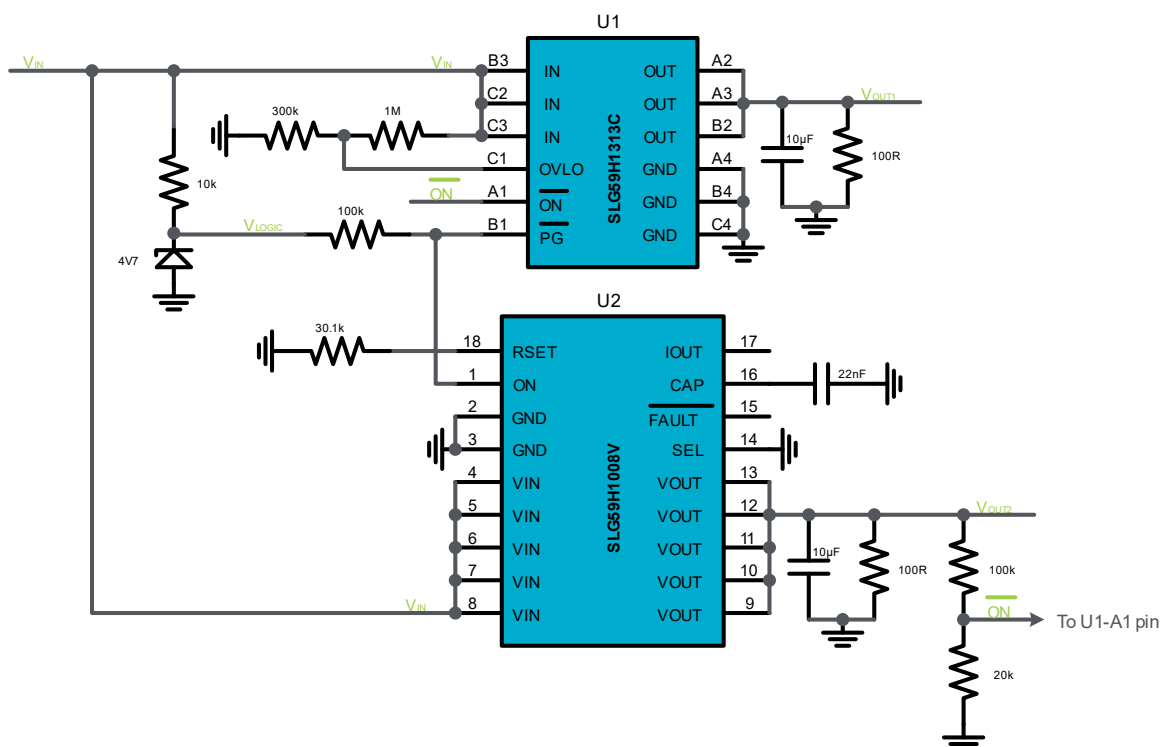 U1
VIN
VIN
B3 IN OUT A2
C2 IN OUT A3
C3 IN OUT B2
C1 OVLO GND A4
A1 ON GND B4
B1 PG GND C4
SLG59H1313C
300k
1M
VOUT1
10µF
100R
10k
ON
VLOGIC
100k
4V7
U2
30.1k
18 RSET IOUT 17
1 ON CAP 16
2 GND FAULT 15
3 GND SEL 14
4 VIN VOUT 13
5 VIN VOUT 12
6 VIN VOUT 11
7 VIN VOUT 10
8 VIN VOUT 9
SLG59H1008V
22nF
VIN
VOUT2
10µF
100R
100k
ON
To U1-A1 pin
20k